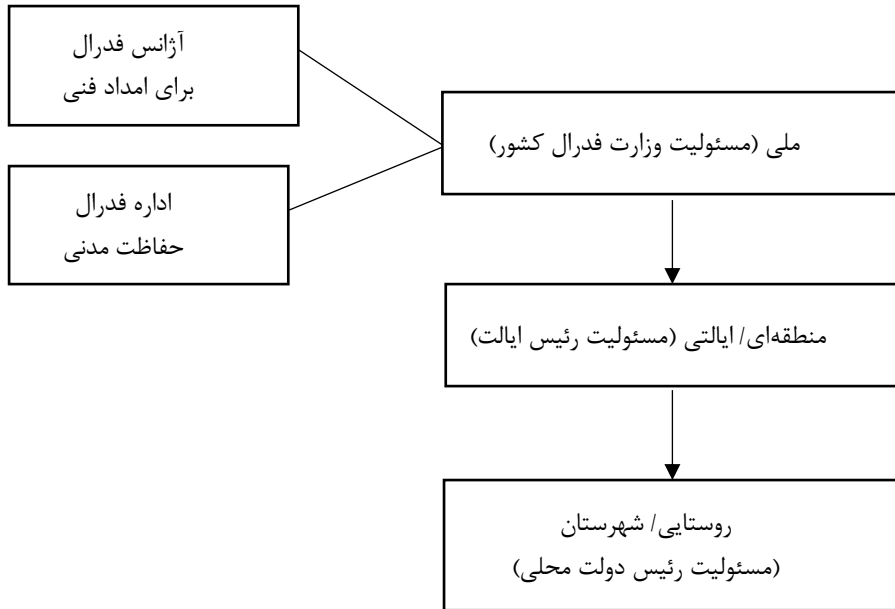 آژانس فدرال
برای امداد فنی
ملی (مسئولیت وزارت فدرال کشور)
اداره فدرال
حفاظت مدنی
منطقه‌ای/ ایالتی (مسئولیت رئیس ایالت)
روستایی/ شهرستان
(مسئولیت رئیس دولت محلی)